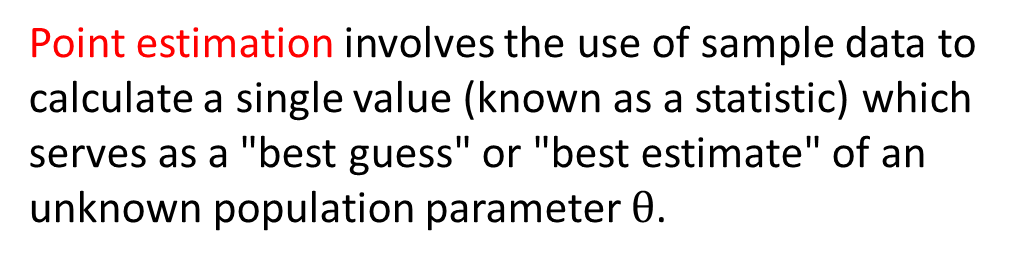 Point estimation involves the use of sample data to
calculate a single value (known as a statistic) which
serves as a "best guess" or "best estimate" of an
unknown population parameter θ.